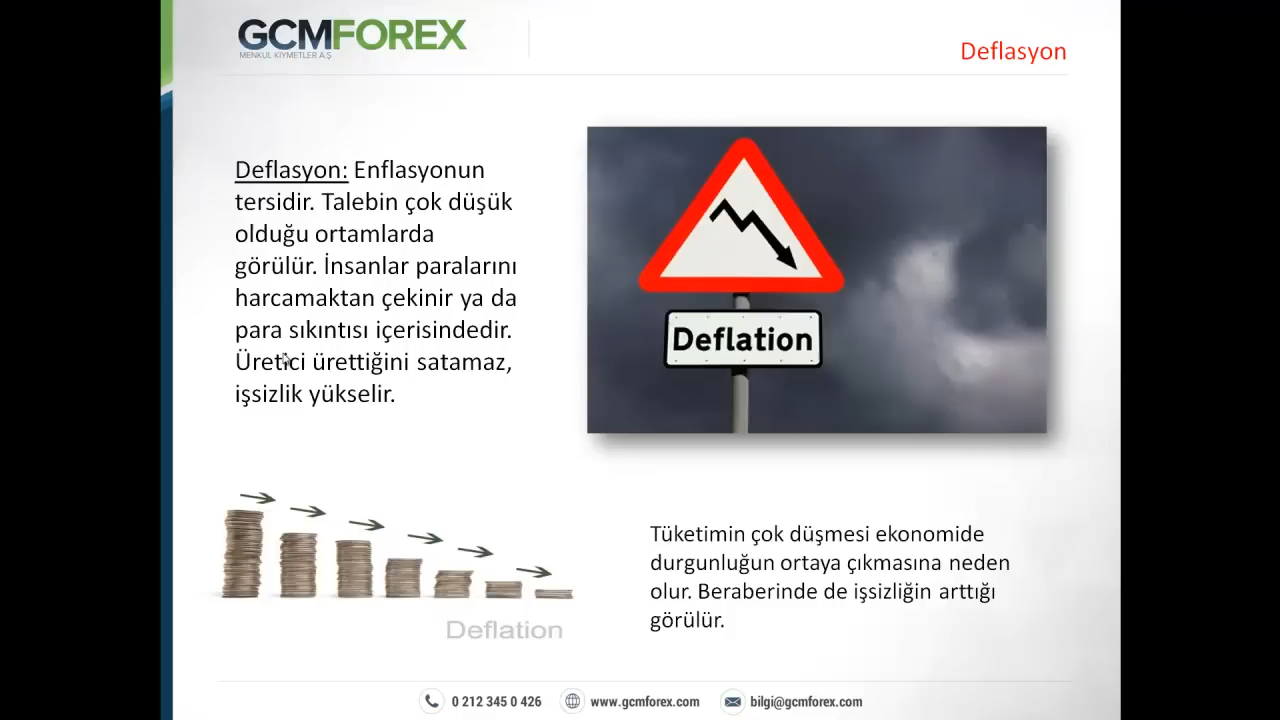 GCMFOREX
MENKUL KIYMETLER A.Ş
Deflasyon
Deflasyon: Enflasyonun
tersidir. Talebin çok düşük
olduğu ortamlarda
görülür. İnsanlar paralarını
harcamaktan çekinir ya da
para sıkıntısı içerisindedir.
Üretici ürettiğini satamaz,
işsizlik yükselir.
Deflation
Deflation
Tüketimin çok düşmesi ekonomide
durgunluğun ortaya çıkmasına neden
olur. Beraberinde de işsizliğin arttığı
görülür.
0 212 345 0 426 www.gcmforex.com bilgi@gcmforex.com